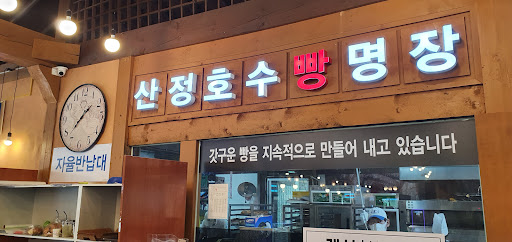 산정호수빵명장
갓구운 빵을 지속적으로 만들어 내고 있습니다
자율반납대